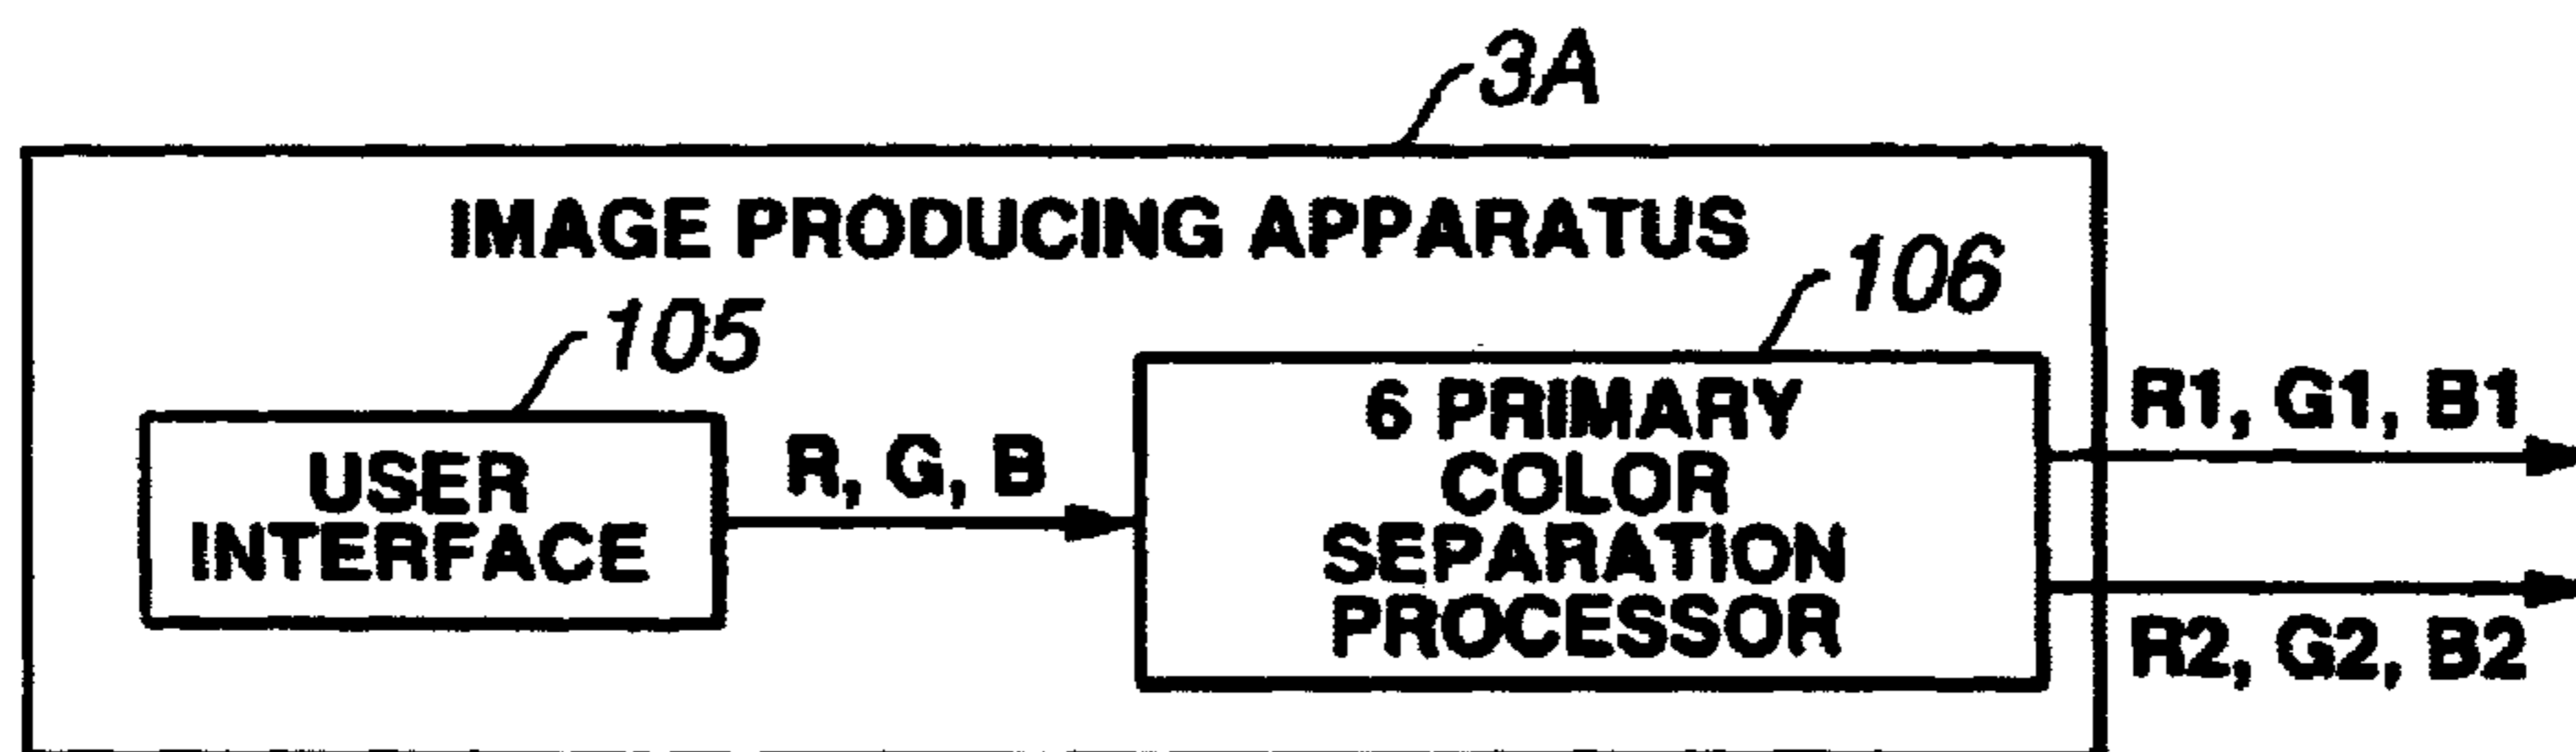 3A
IMAGE PRODUCING APPARATUS
105
106
USER
INTERFACE
R, G, B
6 PRIMARY
COLOR
SEPARATION
PROCESSOR
R1, G1, B1
R2, G2, B2